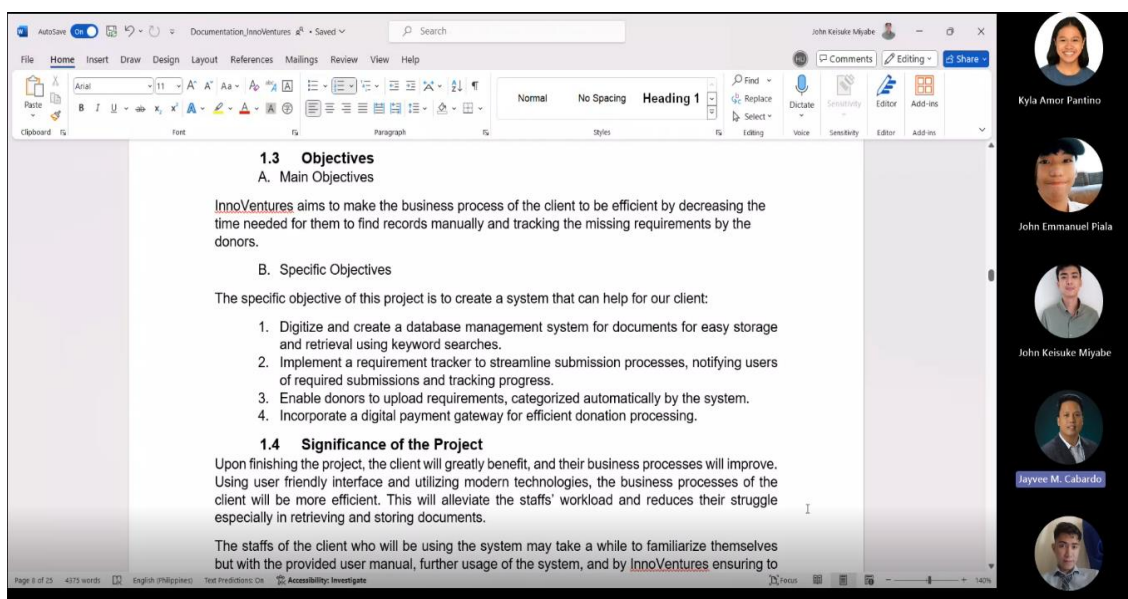 AutoSave On Documentation_InnoVentures • Saved Search John Keisuke Miyabe
File Home Insert Draw Design Layout References Mailings Review View Help Comments Editing Share
Arial 11 Normal No Spacing Heading 1 Find Replace Select
Paste Dictate Sensitivity Editor Add-ins
Clipboard Font Paragraph Styles Editing Voice Sensitivity Editor Add-ins
1.3 Objectives
A. Main Objectives
InnoVentures aims to make the business process of the client to be efficient by decreasing the
time needed for them to find records manually and tracking the missing requirements by the
donors.
B. Specific Objectives
The specific objective of this project is to create a system that can help for our client:
1. Digitize and create a database management system for documents for easy storage
and retrieval using keyword searches.
2. Implement a requirement tracker to streamline submission processes, notifying users
of required submissions and tracking progress.
3. Enable donors to upload requirements, categorized automatically by the system.
4. Incorporate a digital payment gateway for efficient donation processing.
1.4 Significance of the Project
Upon finishing the project, the client will greatly benefit, and their business processes will improve.
Using user friendly interface and utilizing modern technologies, the business processes of the
client will be more efficient. This will alleviate the staffs' workload and reduces their struggle
especially in retrieving and storing documents.
The staffs of the client who will be using the system may take a while to familiarize themselves
but with the provided user manual, further usage of the system, and by InnoVentures ensuring to
Page 8 of 25 4375 words English (Philippines) Text Predictions: On Accessibility: Investigate Focus 140%
Kyla Amor Pantino
John Emmanuel Piala
John Keisuke Miyabe
Jayvee M. Cabardo